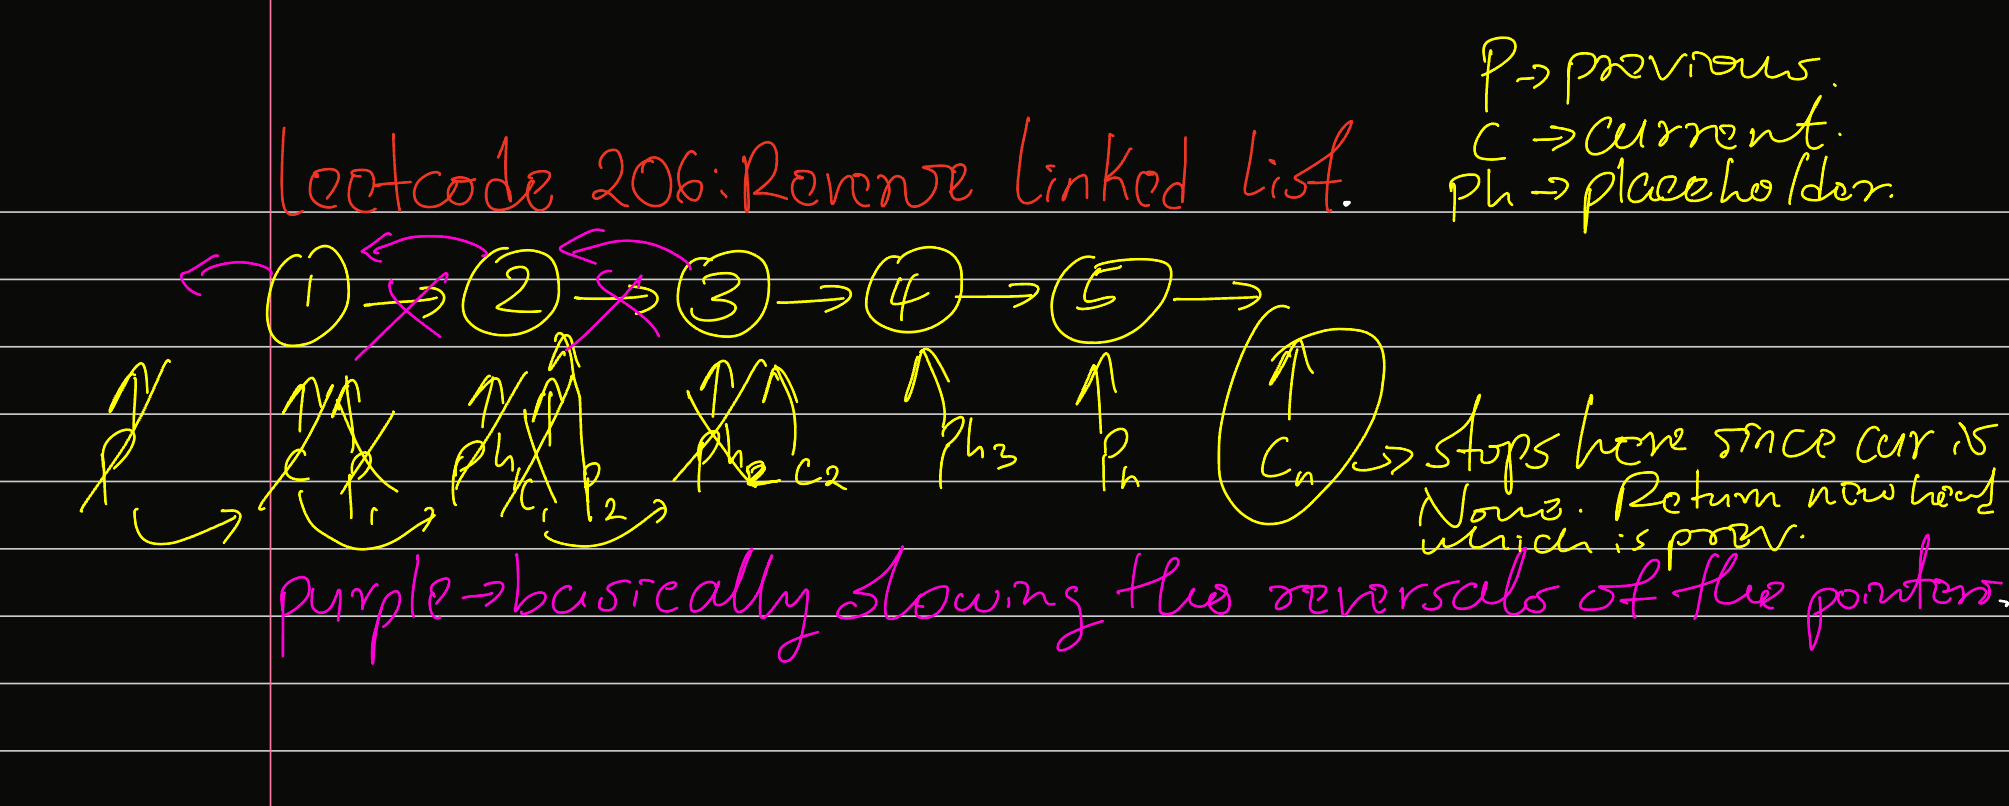 P → previous.
c → current.
ph → placeholder.
Leetcode 206: Reverse Linked List.
1 → 2 → 3 → 4 → 5 →
p c p1 ph c1 p2 ph2 c2 ph3 Pn Cn → stops here since cur is
None. Return new head
which is prev.
purple → basically showing the reversals of the pointers.